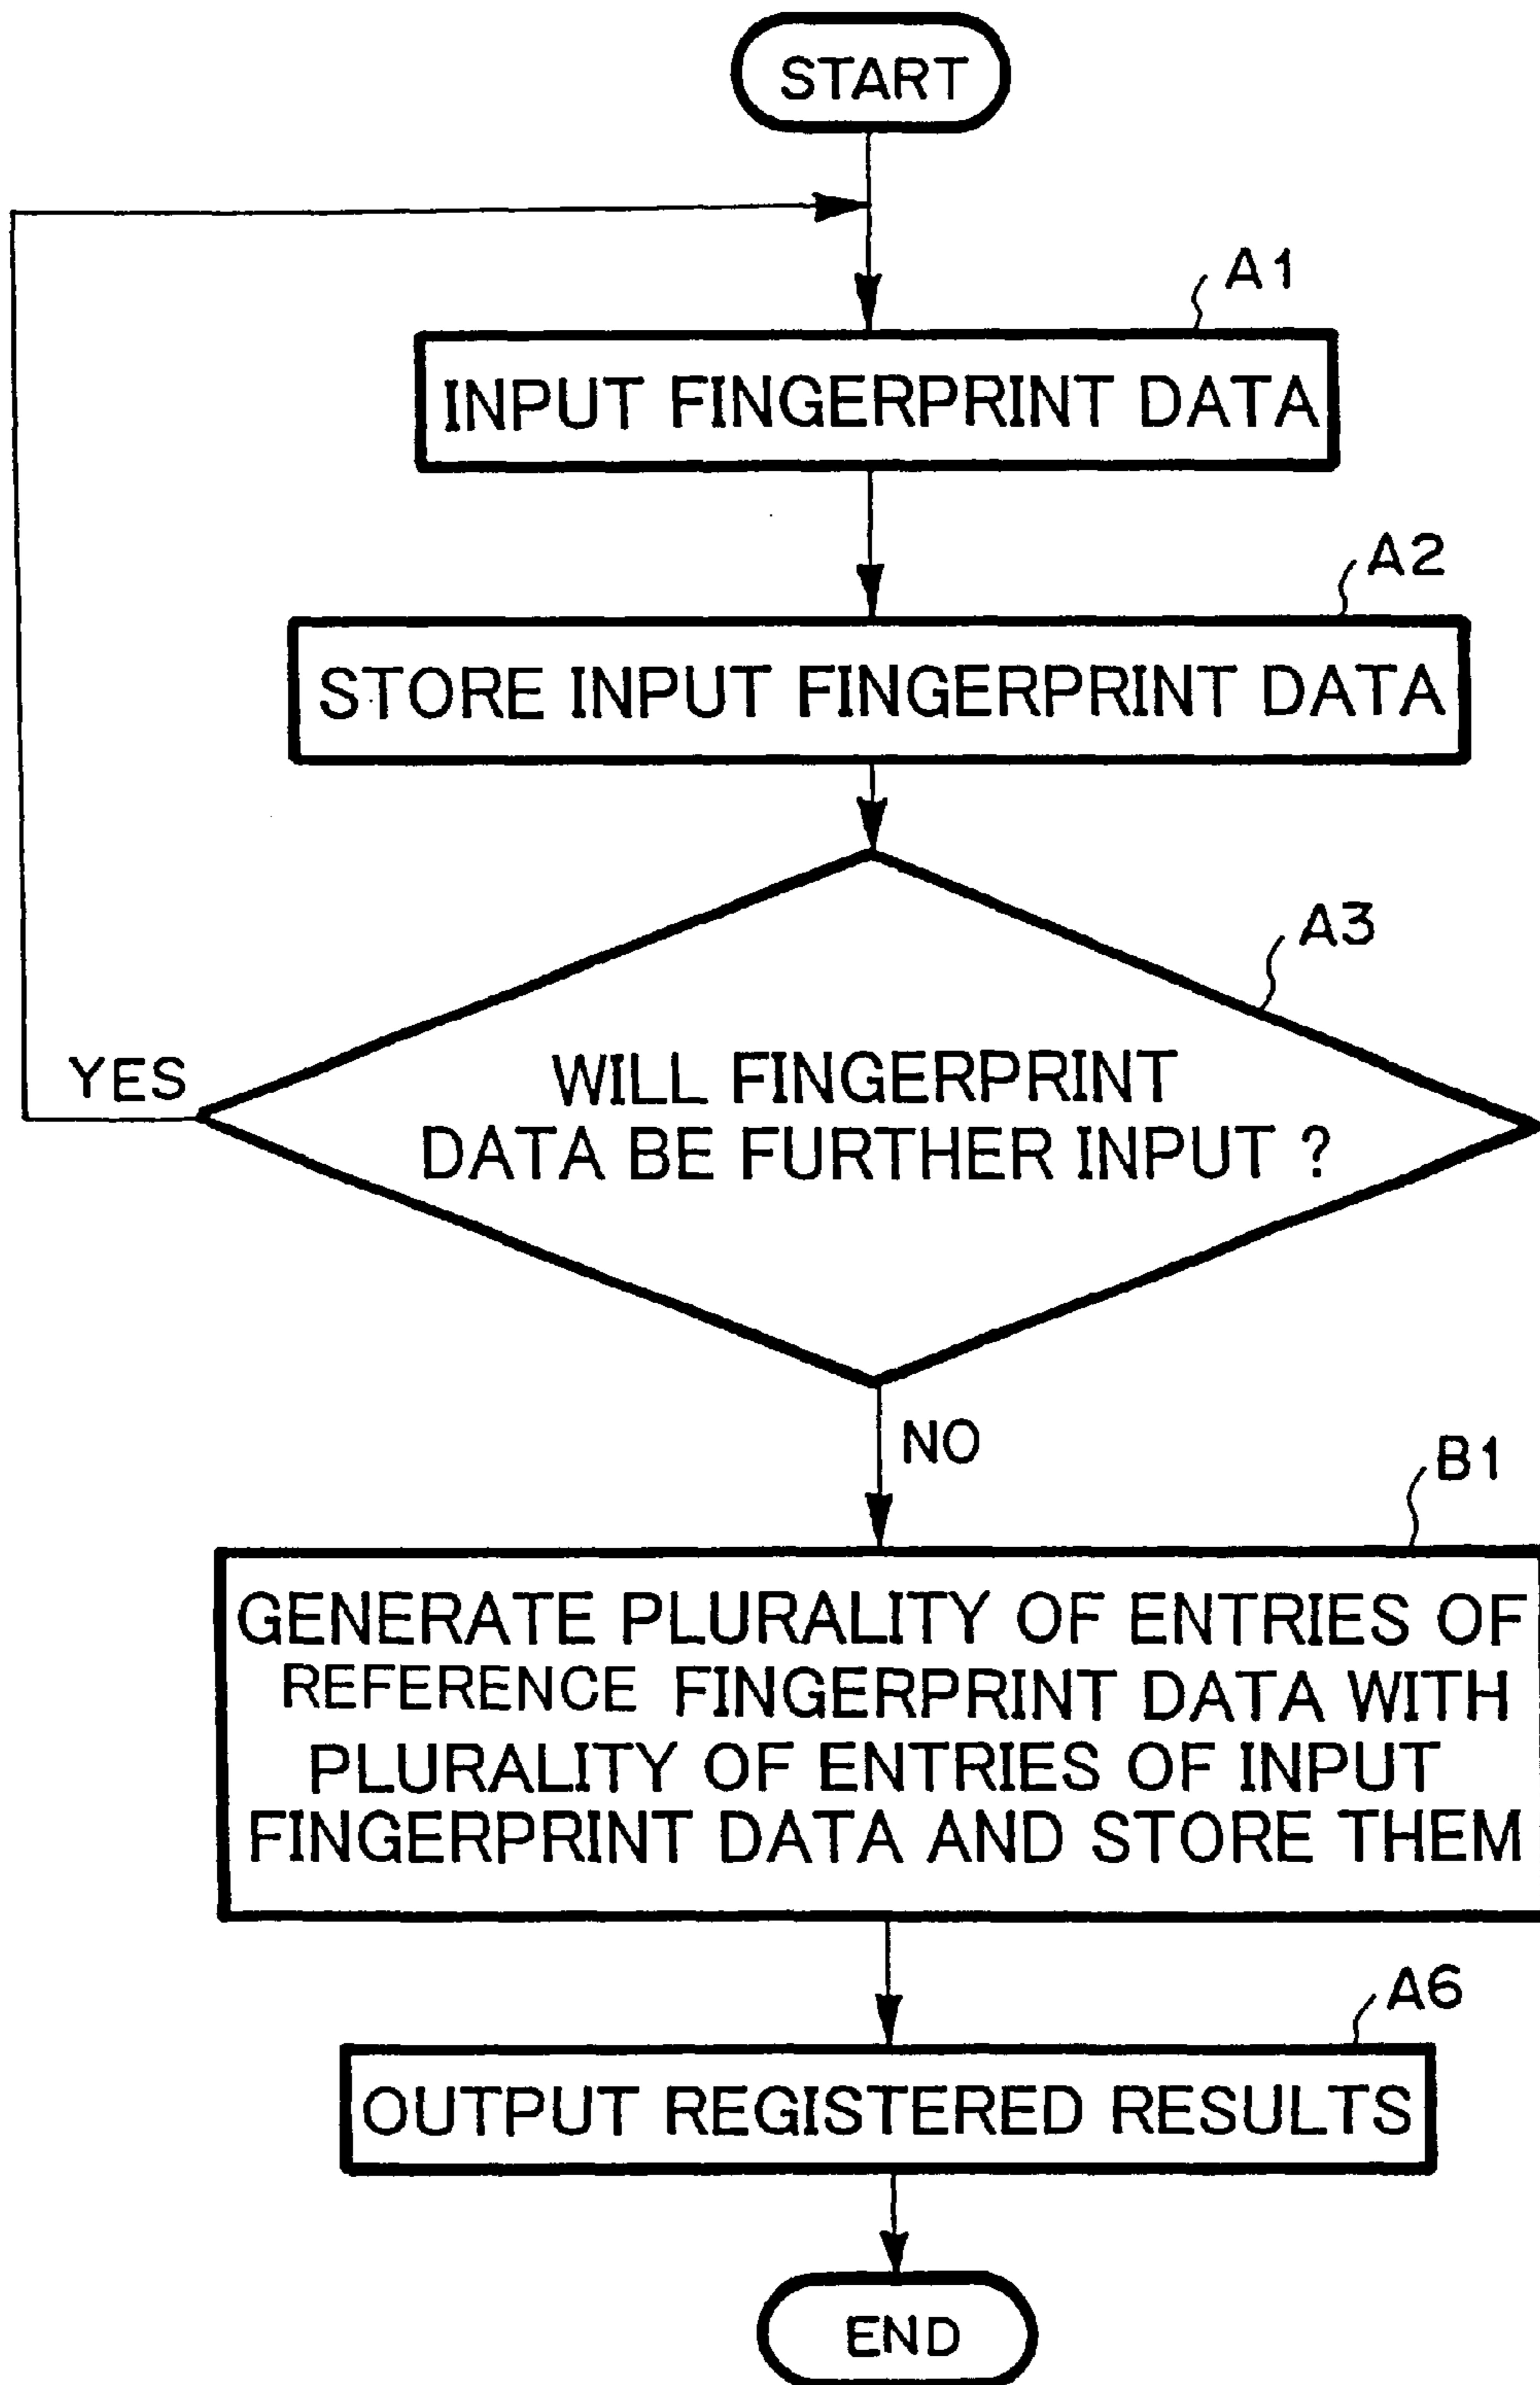 START
A1
INPUT FINGERPRINT DATA
A2
STORE INPUT FINGERPRINT DATA
A3
YES
WILL FINGERPRINT
DATA BE FURTHER INPUT ?
NO
B1
GENERATE PLURALITY OF ENTRIES OF
REFERENCE FINGERPRINT DATA WITH
PLURALITY OF ENTRIES OF INPUT
FINGERPRINT DATA AND STORE THEM
A6
OUTPUT REGISTERED RESULTS
END